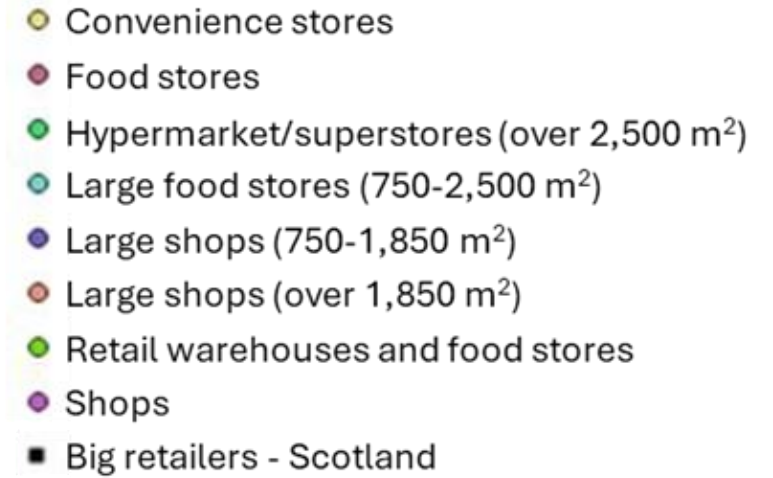 Convenience stores
Food stores
Hypermarket/superstores (over 2,500 m²)
Large food stores (750-2,500 m²)
Large shops (750-1,850 m²)
Large shops (over 1,850 m²)
Retail warehouses and food stores
Shops
Big retailers - Scotland